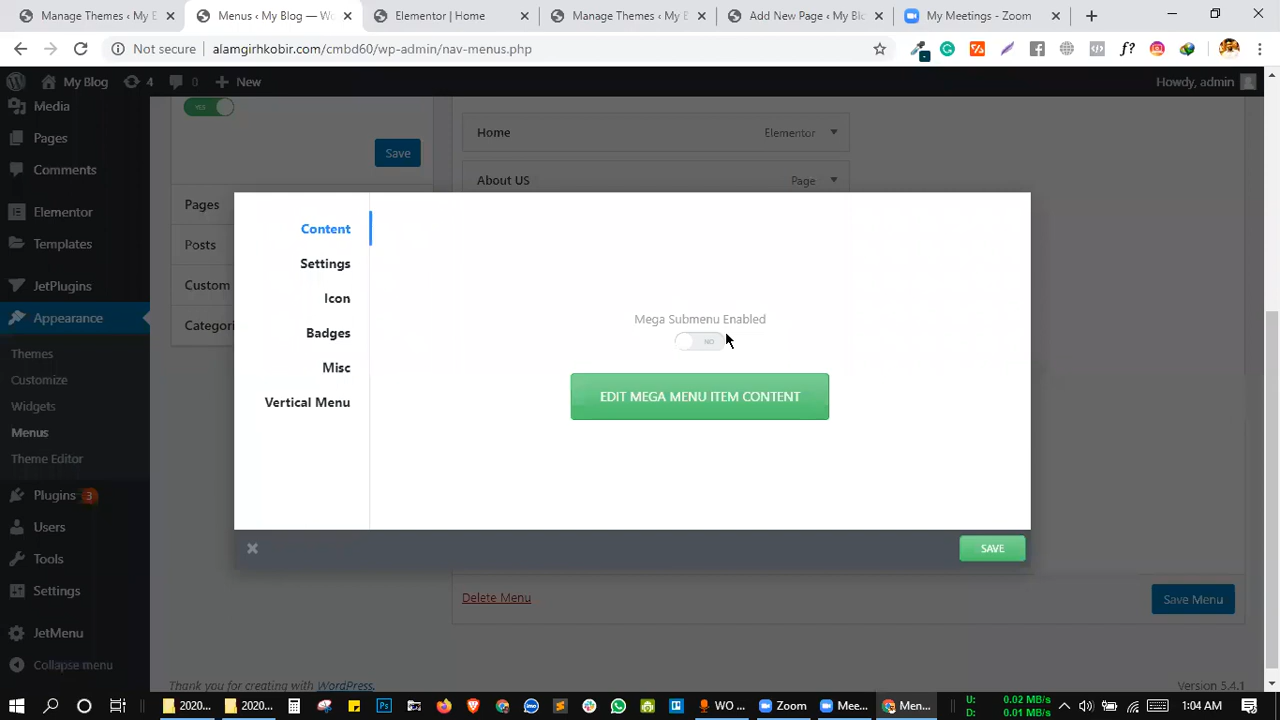 Manage Themes ‹ My E
Menus ‹ My Blog — W
Elementor | Home
Manage Themes ‹ My E
Add New Page ‹ My Bl
My Meetings - Zoom
Not secure
alamgirhkobir.com/cmbd60/wp-admin/nav-menus.php
My Blog
4
0
New
Howdy, admin
Media
Pages
Comments
Elementor
Templates
JetPlugins
Appearance
Themes
Customize
Widgets
Menus
Theme Editor
Plugins 3
Users
Tools
Settings
JetMenu
Collapse menu
YES
Save
Pages
Posts
Custom
Categori
Home Elementor
About US Page
Content
Settings
Icon
Badges
Misc
Vertical Menu
Mega Submenu Enabled
NO
EDIT MEGA MENU ITEM CONTENT
SAVE
Delete Menu
Save Menu
Thank you for creating with WordPress.
Version 5.4.1
2020...
2020...
WO ...
Zoom
Mee...
Men...
U: 0.02 MB/s
D: 0.01 MB/s
1:04 AM